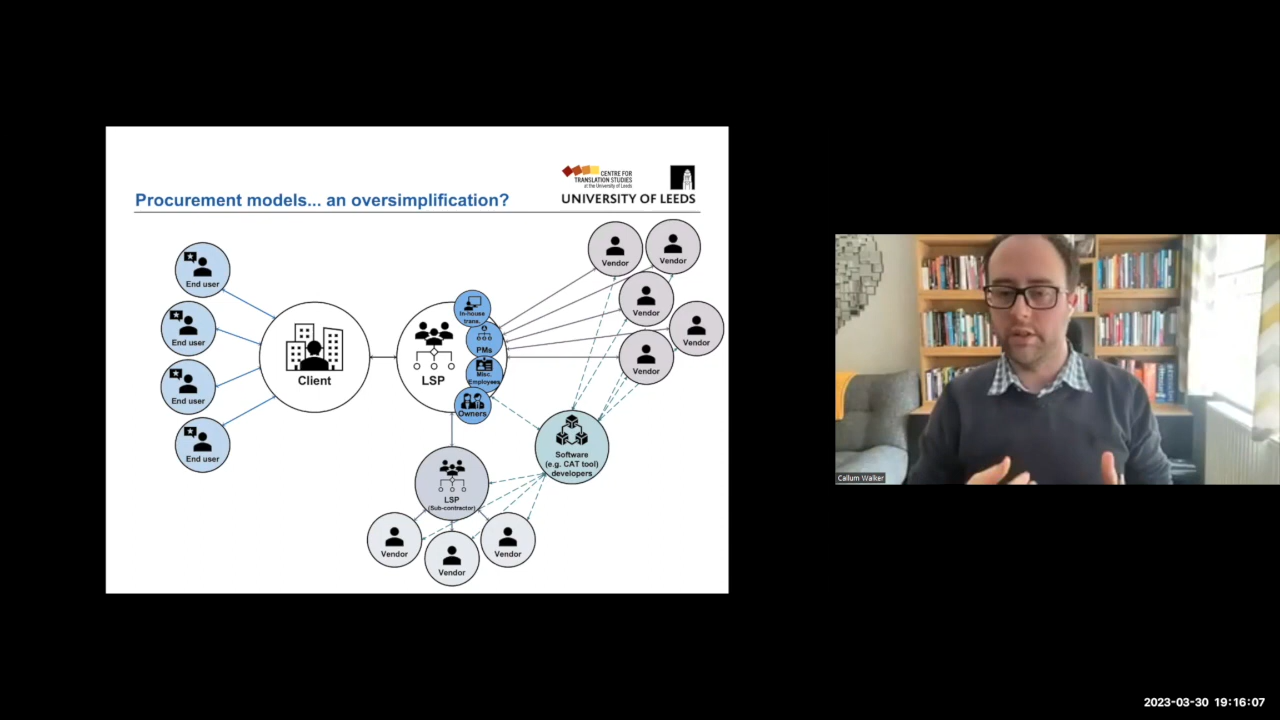 CENTRE FOR
TRANSLATION STUDIES
at the University of Leeds
UNIVERSITY OF LEEDS
Procurement models... an oversimplification?
End user
End user
End user
End user
Client
LSP
In-house
trans.
PMs
Misc.
Employees
Owners
Vendor
Vendor
Vendor
Vendor
Vendor
Software
(e.g. CAT tool)
developers
LSP
(Sub-contractor)
Vendor
Vendor
Vendor
Callum Walker
2023-03-30 19:16:07